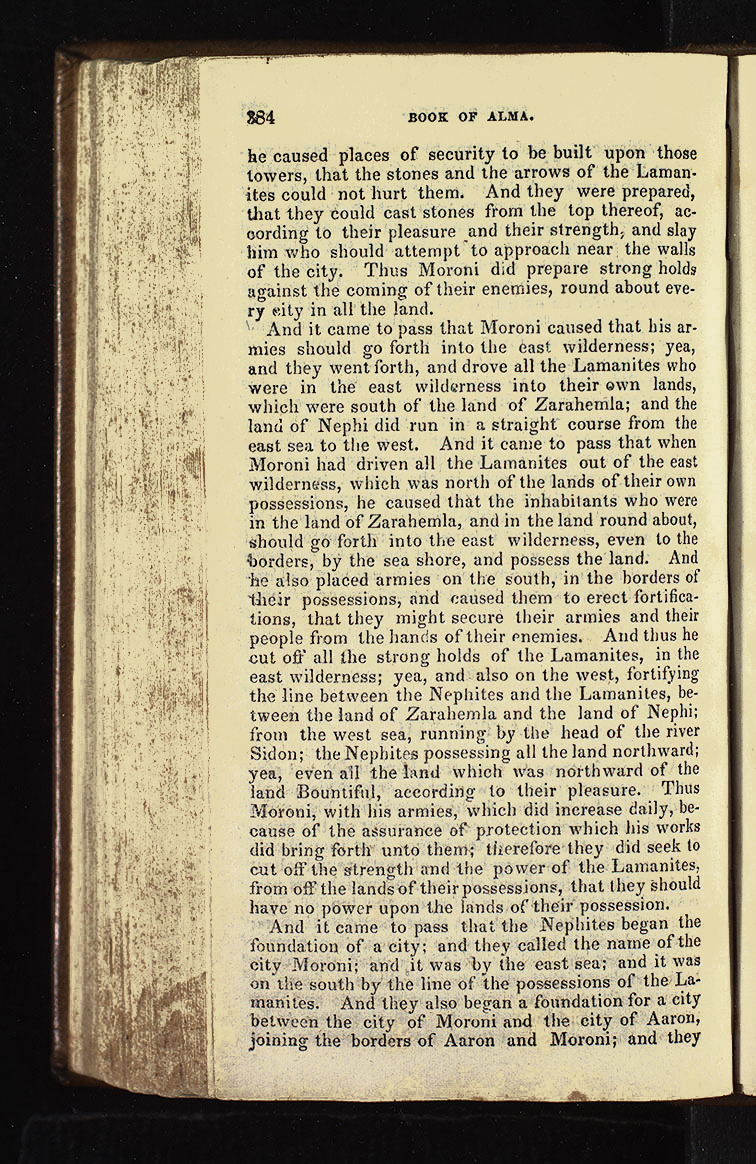 384 BOOK OF ALMA.
he caused places of security to be built upon those
towers, that the stones and the arrows of the Laman-
ites could not hurt them. And they were prepared,
that they could cast stones from the top thereof, ac-
cording to their pleasure and their strength, and slay
him who should attempt to approach near the walls
of the city. Thus Moroni did prepare strong holds
against the coming of their enemies, round about eve-
ry city in all the land.
And it came to pass that Moroni caused that his ar-
mies should go forth into the east wilderness; yea,
and they went forth, and drove all the Lamanites who
were in the east wilderness into their own lands,
which were south of the land of Zarahemla; and the
land of Nephi did run in a straight course from the
east sea to the west. And it came to pass that when
Moroni had driven all the Lamanites out of the east
wilderness, which was north of the lands of their own
possessions, he caused that the inhabitants who were
in the land of Zarahemla, and in the land round about,
should go forth into the east wilderness, even to the
borders, by the sea shore, and possess the land. And
he also placed armies on the south, in the borders of
their possessions, and caused them to erect fortifica-
tions, that they might secure their armies and their
people from the hands of their enemies. And thus he
cut off all the strong holds of the Lamanites, in the
east wilderness; yea, and also on the west, fortifying
the line between the Nephites and the Lamanites, be-
tween the land of Zarahemla and the land of Nephi;
from the west sea, running by the head of the river
Sidon; the Nephites possessing all the land northward;
yea, even all the land which was northward of the
land Bountiful, according to their pleasure. Thus
Moroni, with his armies, which did increase daily, be-
cause of the assurance of protection which his works
did bring forth unto them; therefore they did seek to
cut off the strength and the power of the Lamanites,
from off the lands of their possessions, that they should
have no power upon the lands of their possession.
And it came to pass that the Nephites began the
foundation of a city; and they called the name of the
city Moroni; and it was by the east sea; and it was
on the south by the line of the possessions of the La-
manites. And they also began a foundation for a city
between the city of Moroni and the city of Aaron,
joining the borders of Aaron and Moroni; and they